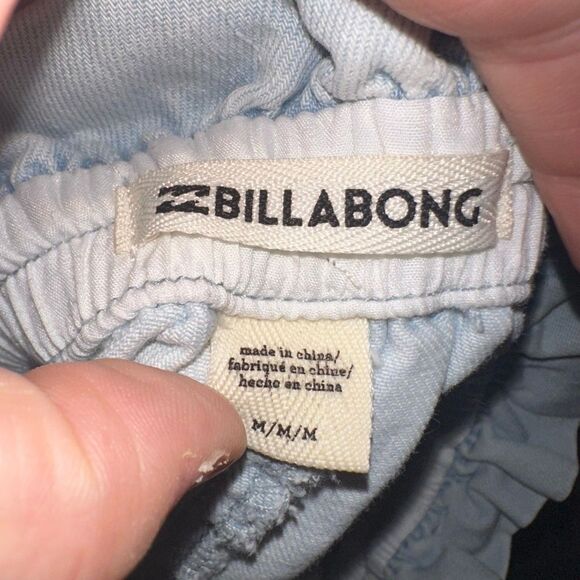 BILLABONG
made in china/
fabriqué en chine/
hecho en china
M/M/M